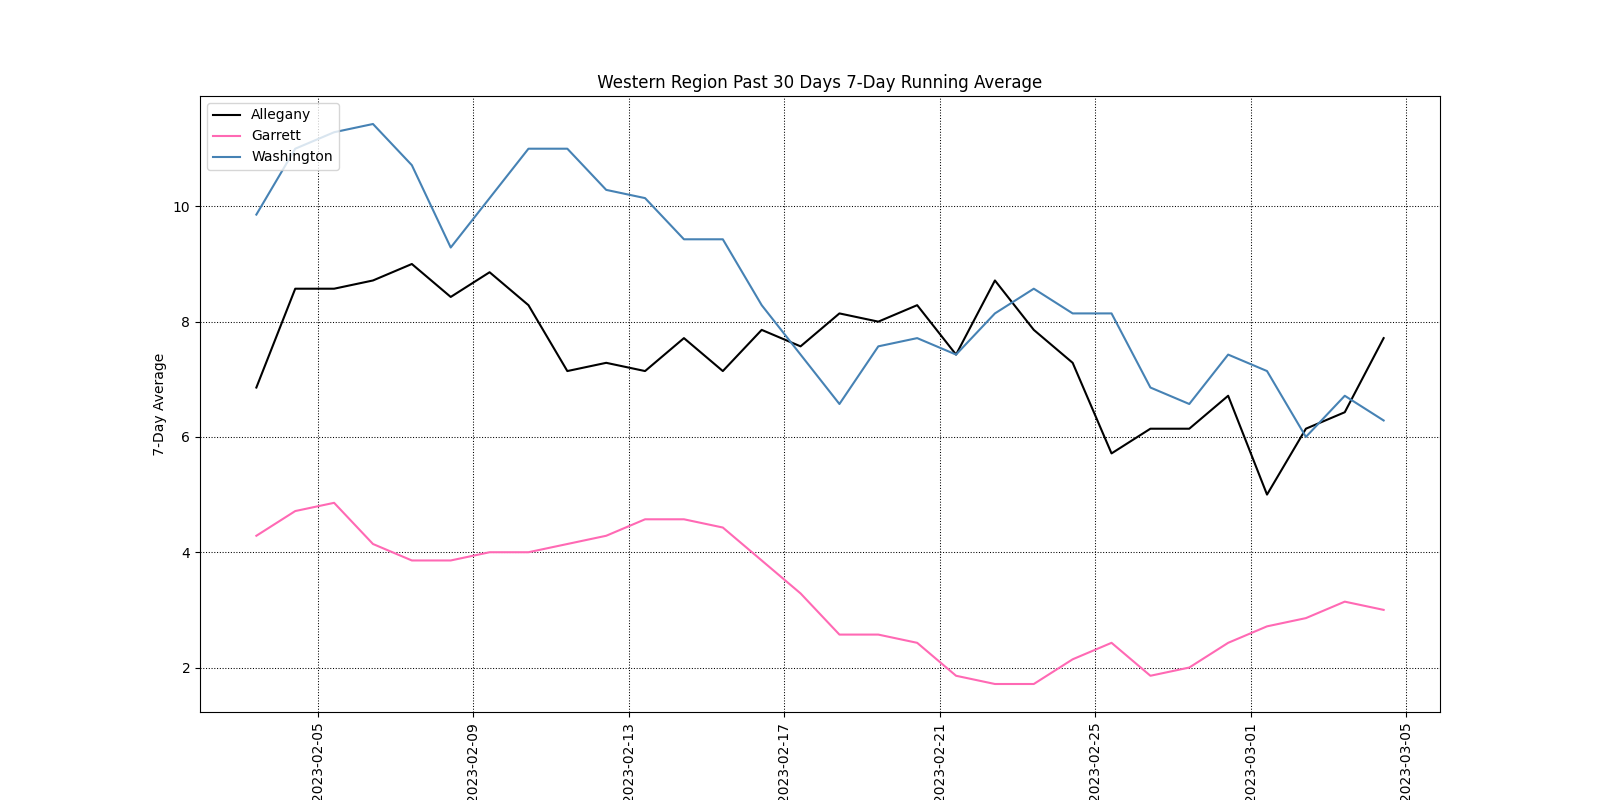 Western Region Past 30 Days 7-Day Running Average
Allegany
Garrett
Washington
7-Day Average
10
8
6
4
2
2023-02-05
2023-02-09
2023-02-13
2023-02-17
2023-02-21
2023-02-25
2023-03-01
2023-03-05